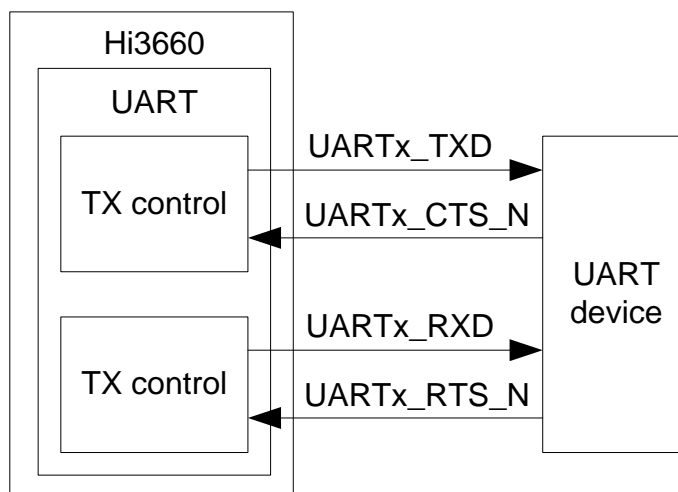 Hi3660
UART
TX control
UARTx_TXD
UARTx_CTS_N
TX control
UARTx_RXD
UARTx_RTS_N
UART
device